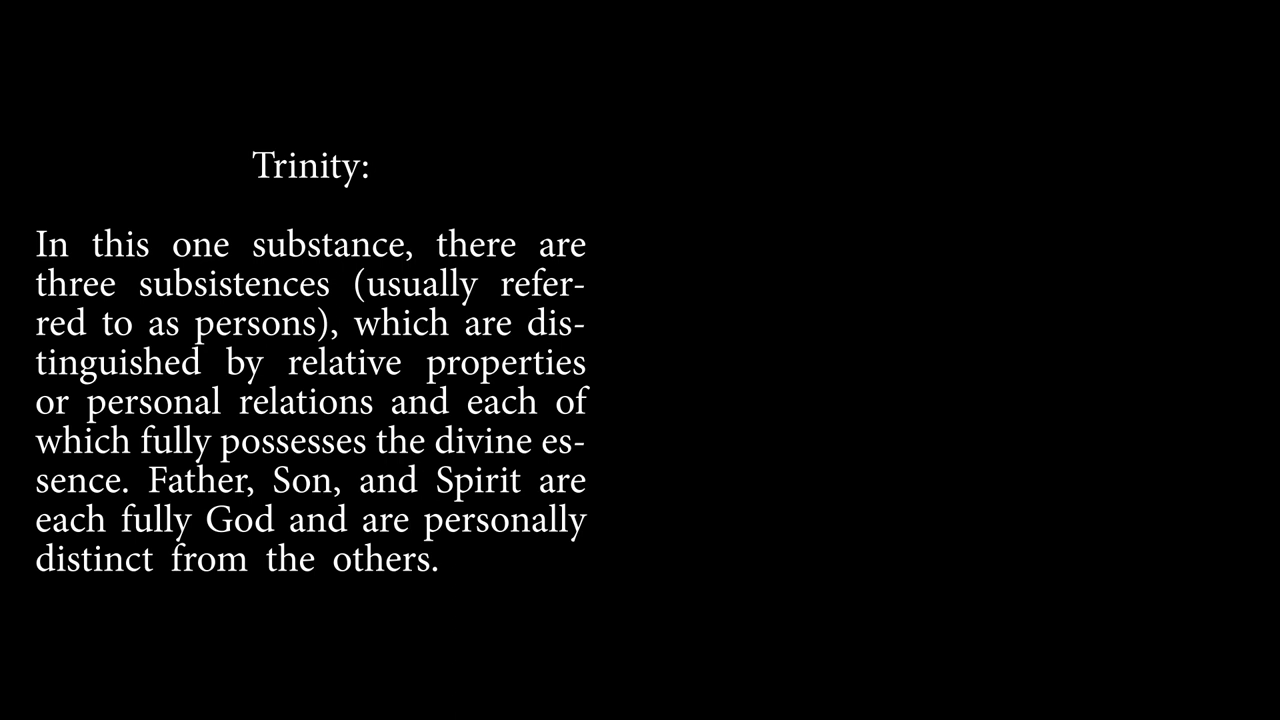 Trinity:
In this one substance, there are
three subsistences (usually refer-
red to as persons), which are dis-
tinguished by relative properties
or personal relations and each of
which fully possesses the divine es-
sence. Father, Son, and Spirit are
each fully God and are personally
distinct from the others.